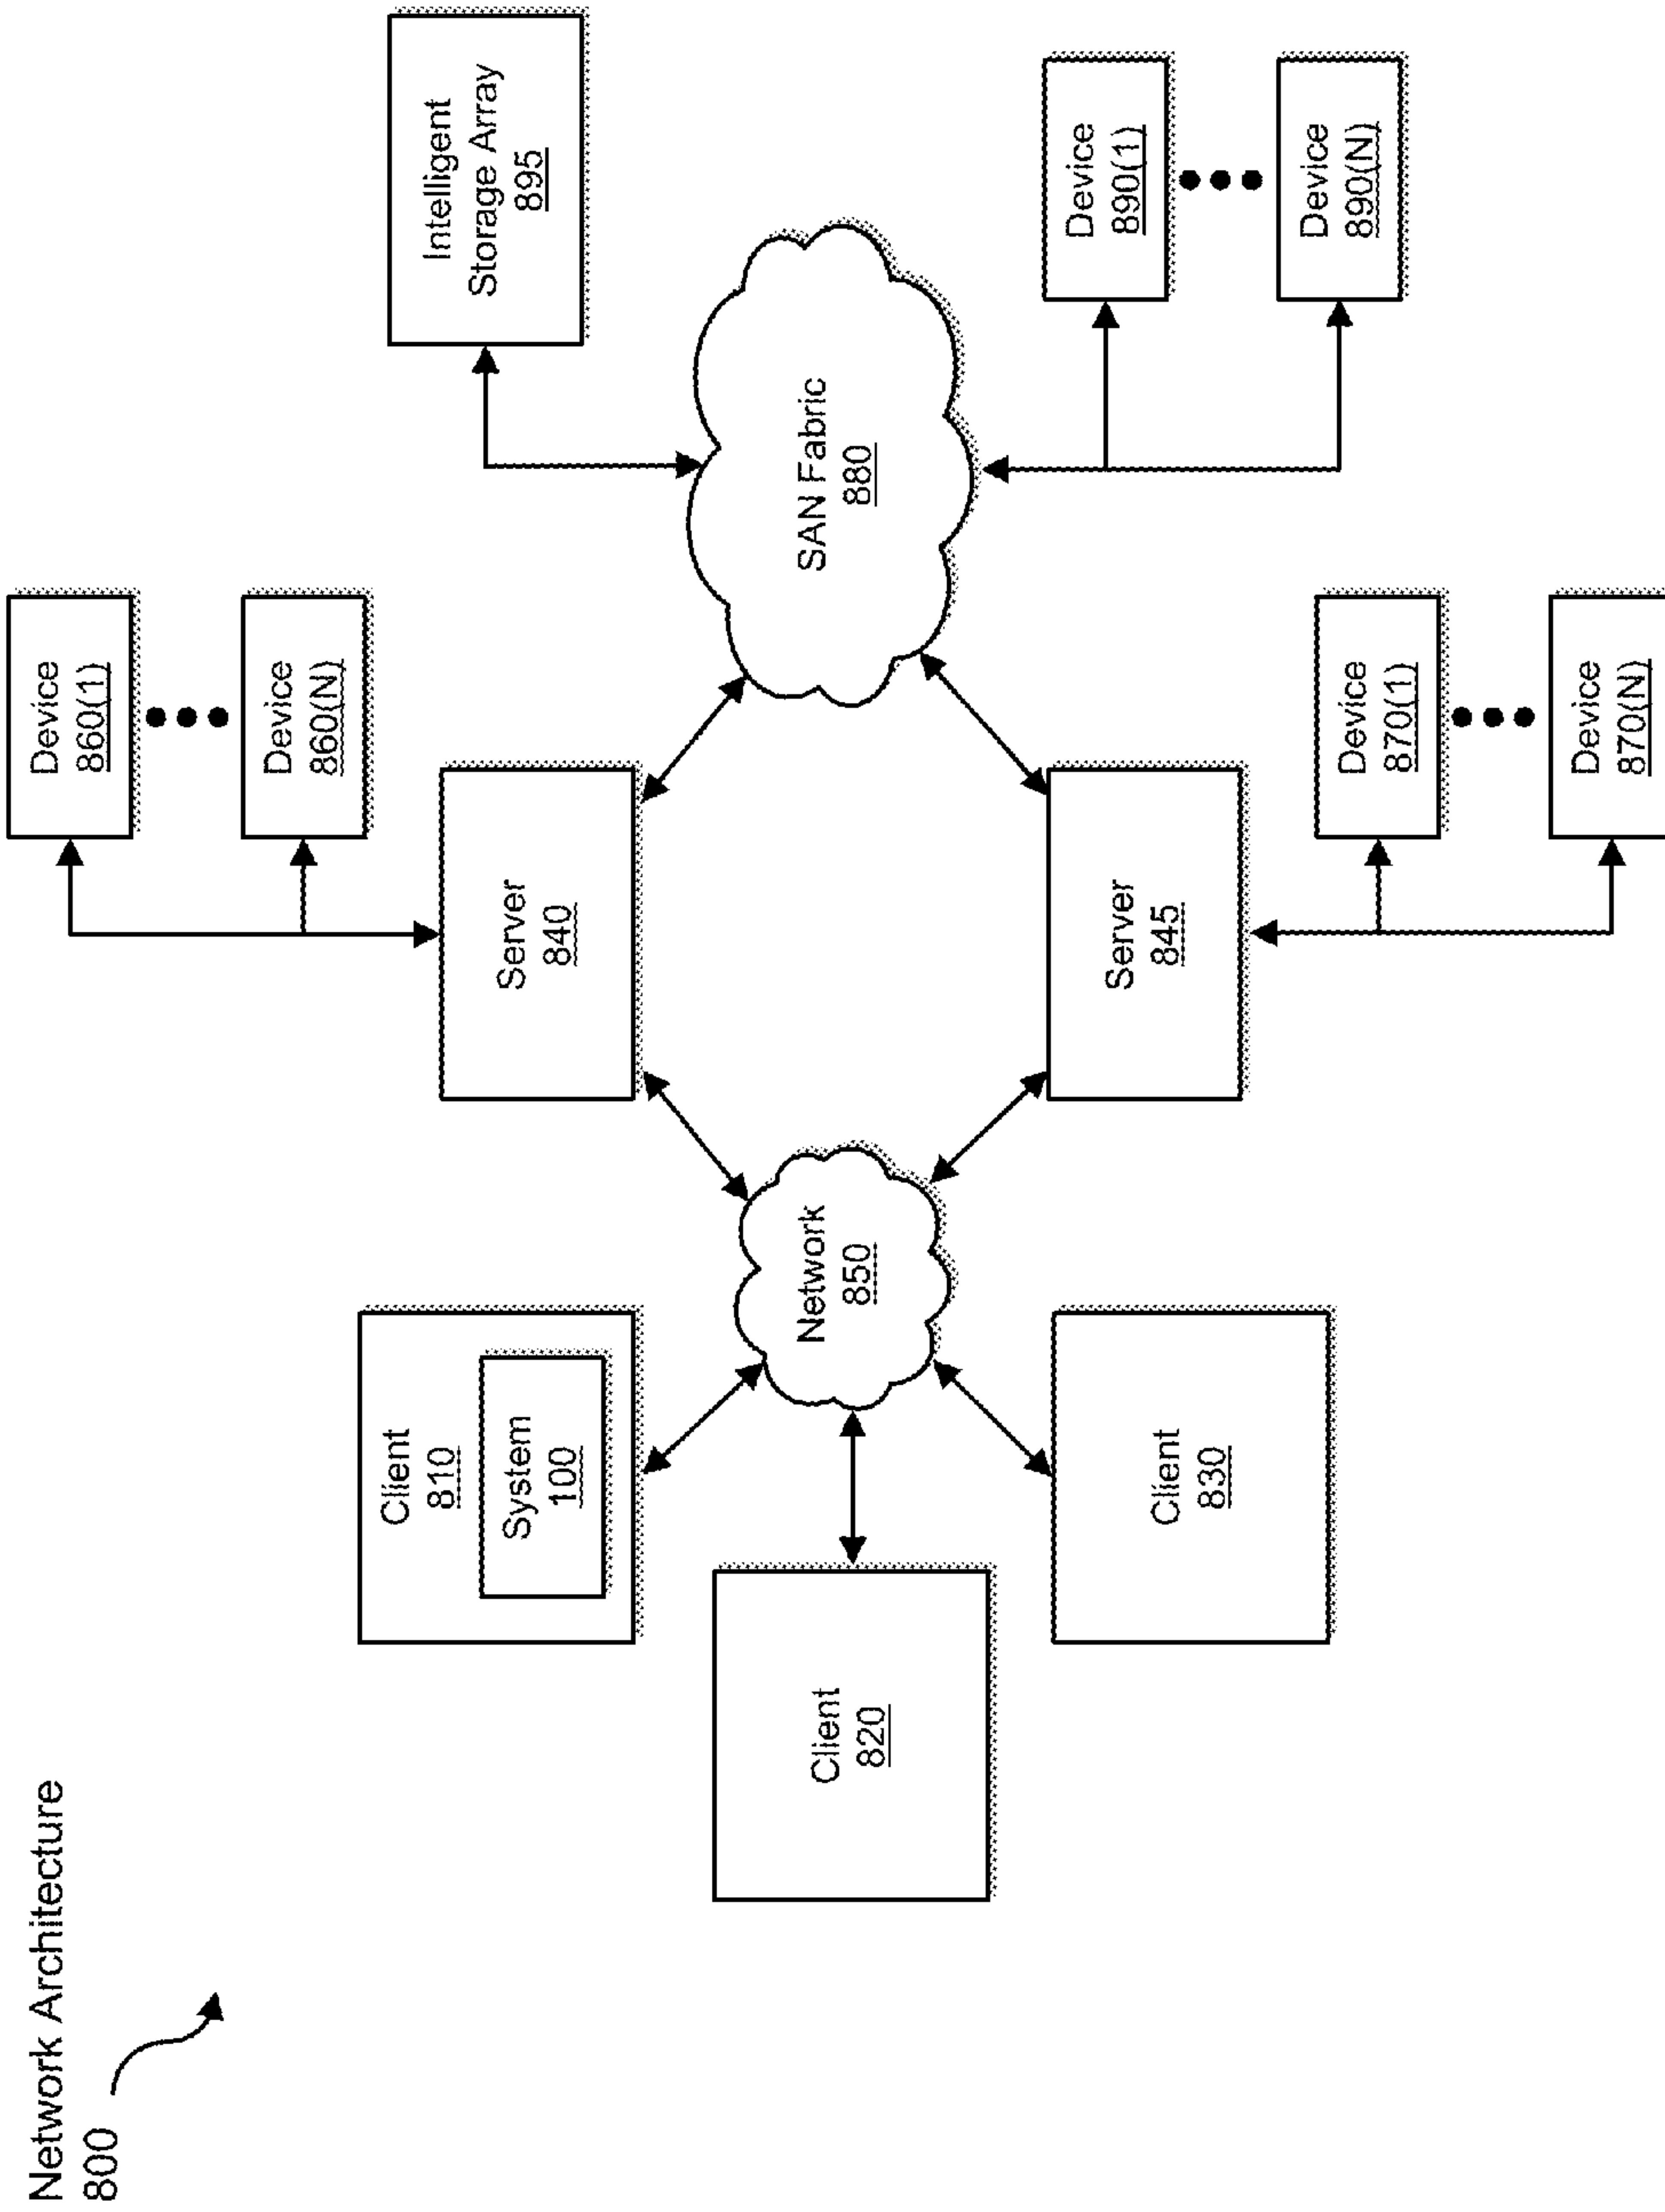 Network Architecture
800
Device
860(1)
Device
860(N)
Intelligent
Storage Array
895
Client
810
System
100
Server
840
Client
820
Network
850
SAN Fabric
880
Client
830
Server
845
Device
890(1)
Device
890(N)
Device
870(1)
Device
870(N)